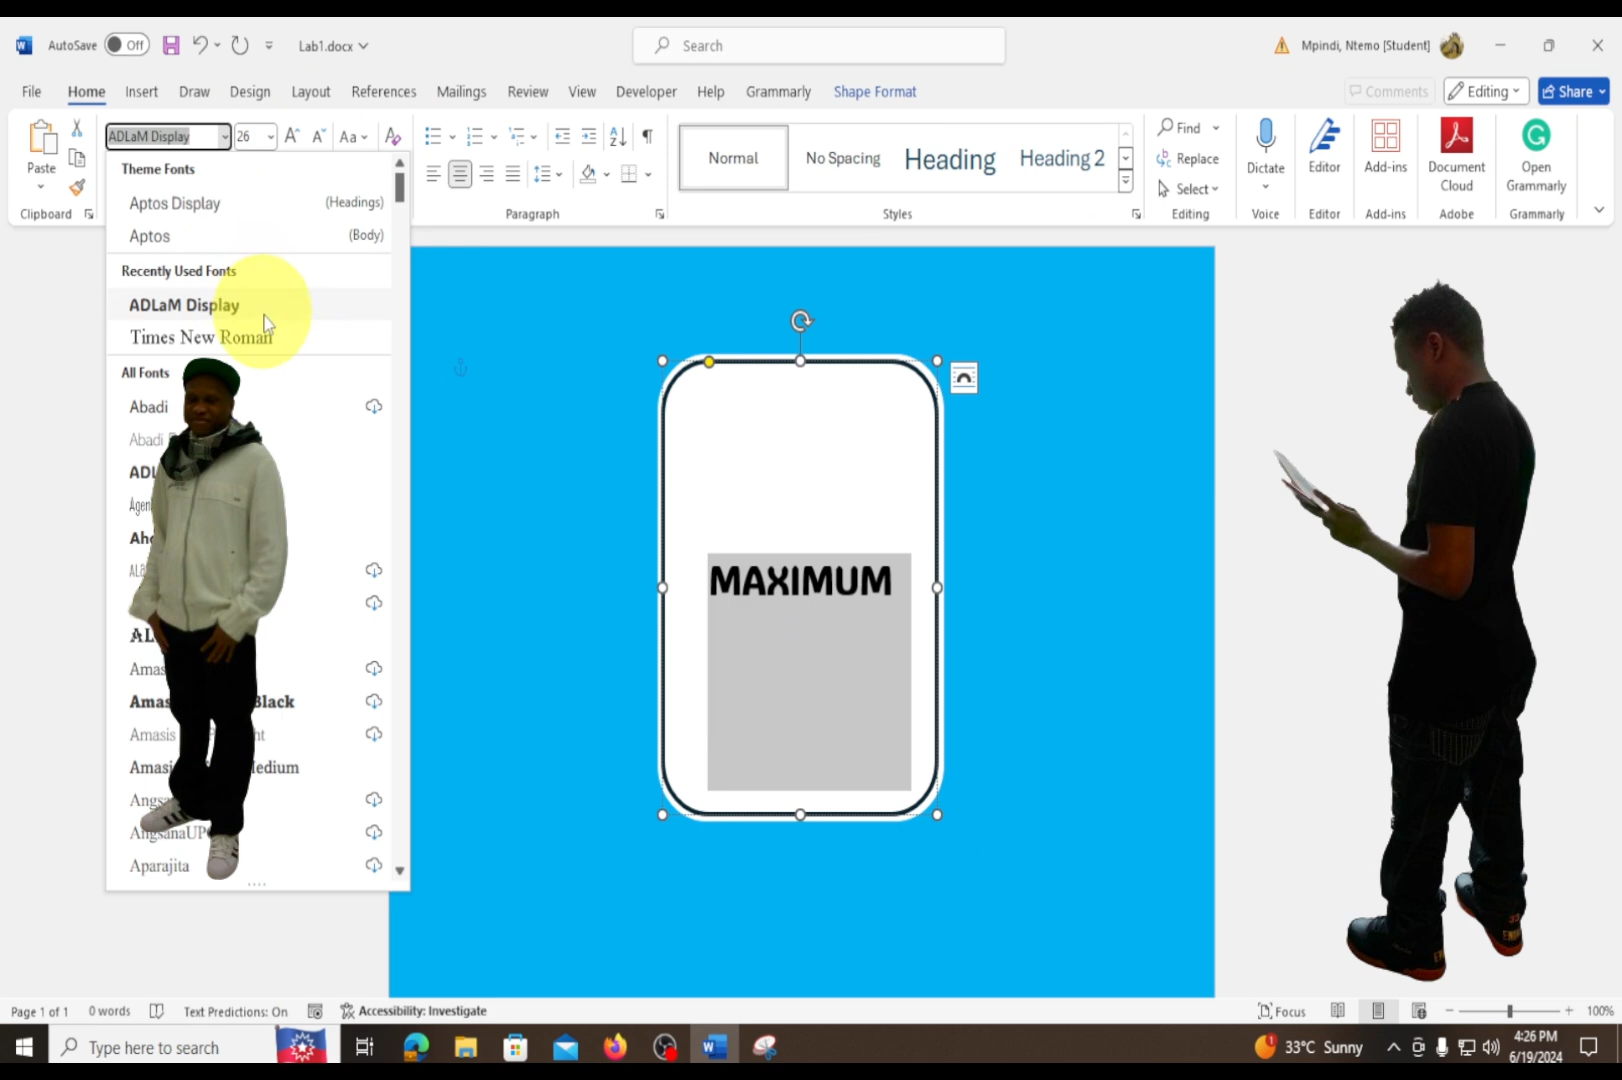 AutoSave Off Lab1.docx Search Mpindi, Ntemo [Student]
File Home Insert Draw Design Layout References Mailings Review View Developer Help Grammarly Shape Format Comments Editing Share
ADLaM Display 26 Aa
Paste
Clipboard
Paragraph
Normal No Spacing Heading Heading 2
Styles
Find
Replace
Select
Editing
Dictate
Voice
Editor
Editor
Add-ins
Add-ins
Document
Cloud
Adobe
Open
Grammarly
Grammarly
Theme Fonts
Aptos Display (Headings)
Aptos (Body)
Recently Used Fonts
ADLaM Display
Times New Roman
All Fonts
Abadi
Abadi
Amasis
Black
Medium
AngsanaUPC
Aparajita
MAXIMUM
Page 1 of 1 0 words Text Predictions: On Accessibility: Investigate Focus 100%
Type here to search 33°C Sunny 4:26 PM
6/19/2024